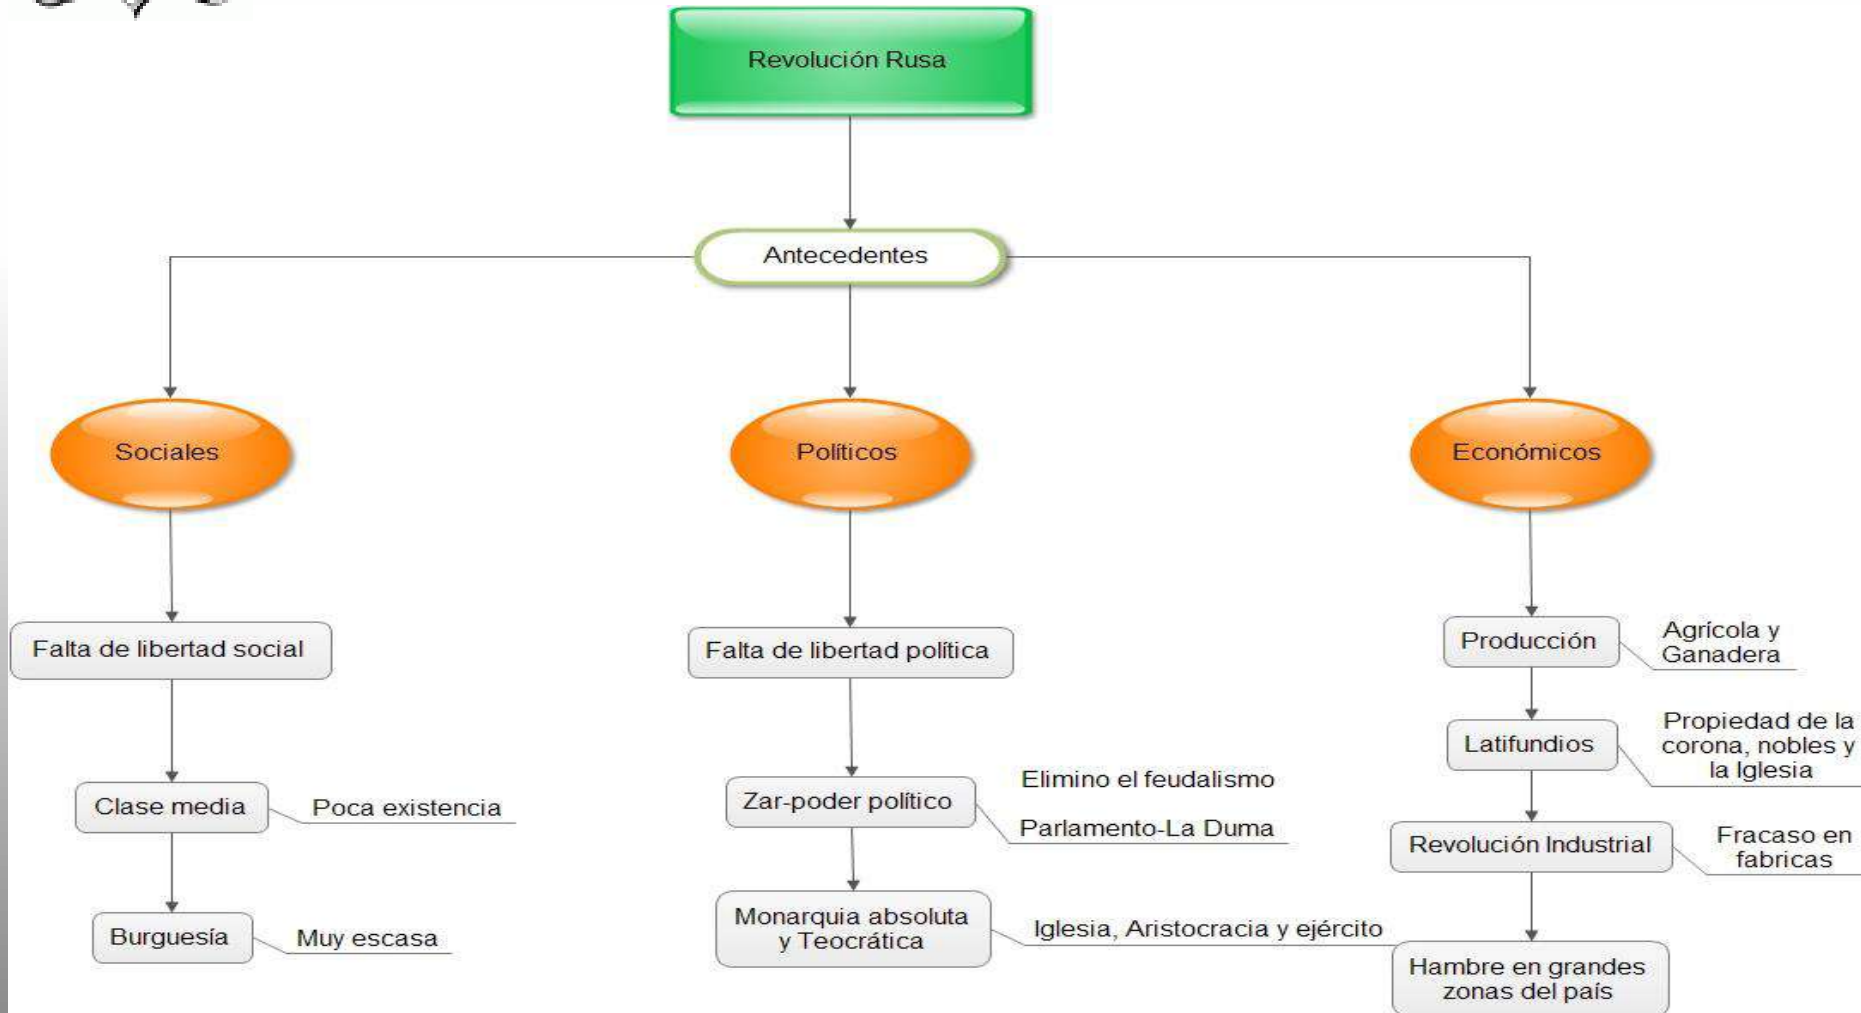 Revolución Rusa
Antecedentes
Sociales
Políticos
Económicos
Falta de libertad social
Clase media
Poca existencia
Burguesía
Muy escasa
Falta de libertad política
Zar-poder político
Elimino el feudalismo
Parlamento-La Duma
Monarquia absoluta
y Teocrática
Iglesia, Aristocracia y ejército
Producción
Agrícola y
Ganadera
Latifundios
Propiedad de la
corona, nobles y
la Iglesia
Revolución Industrial
Fracaso en
fabricas
Hambre en grandes
zonas del país